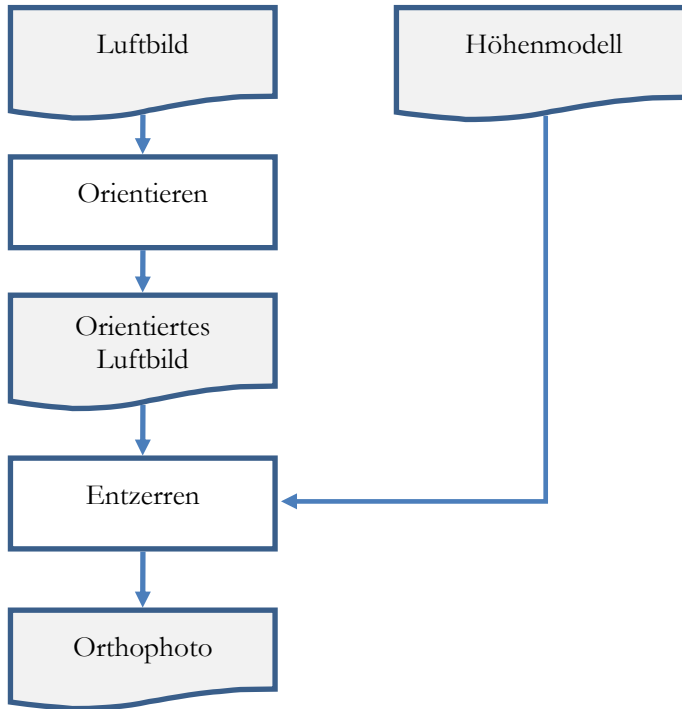 Luftbild
Höhenmodell
Orientieren
Orientiertes
Luftbild
Entzerren
Orthophoto